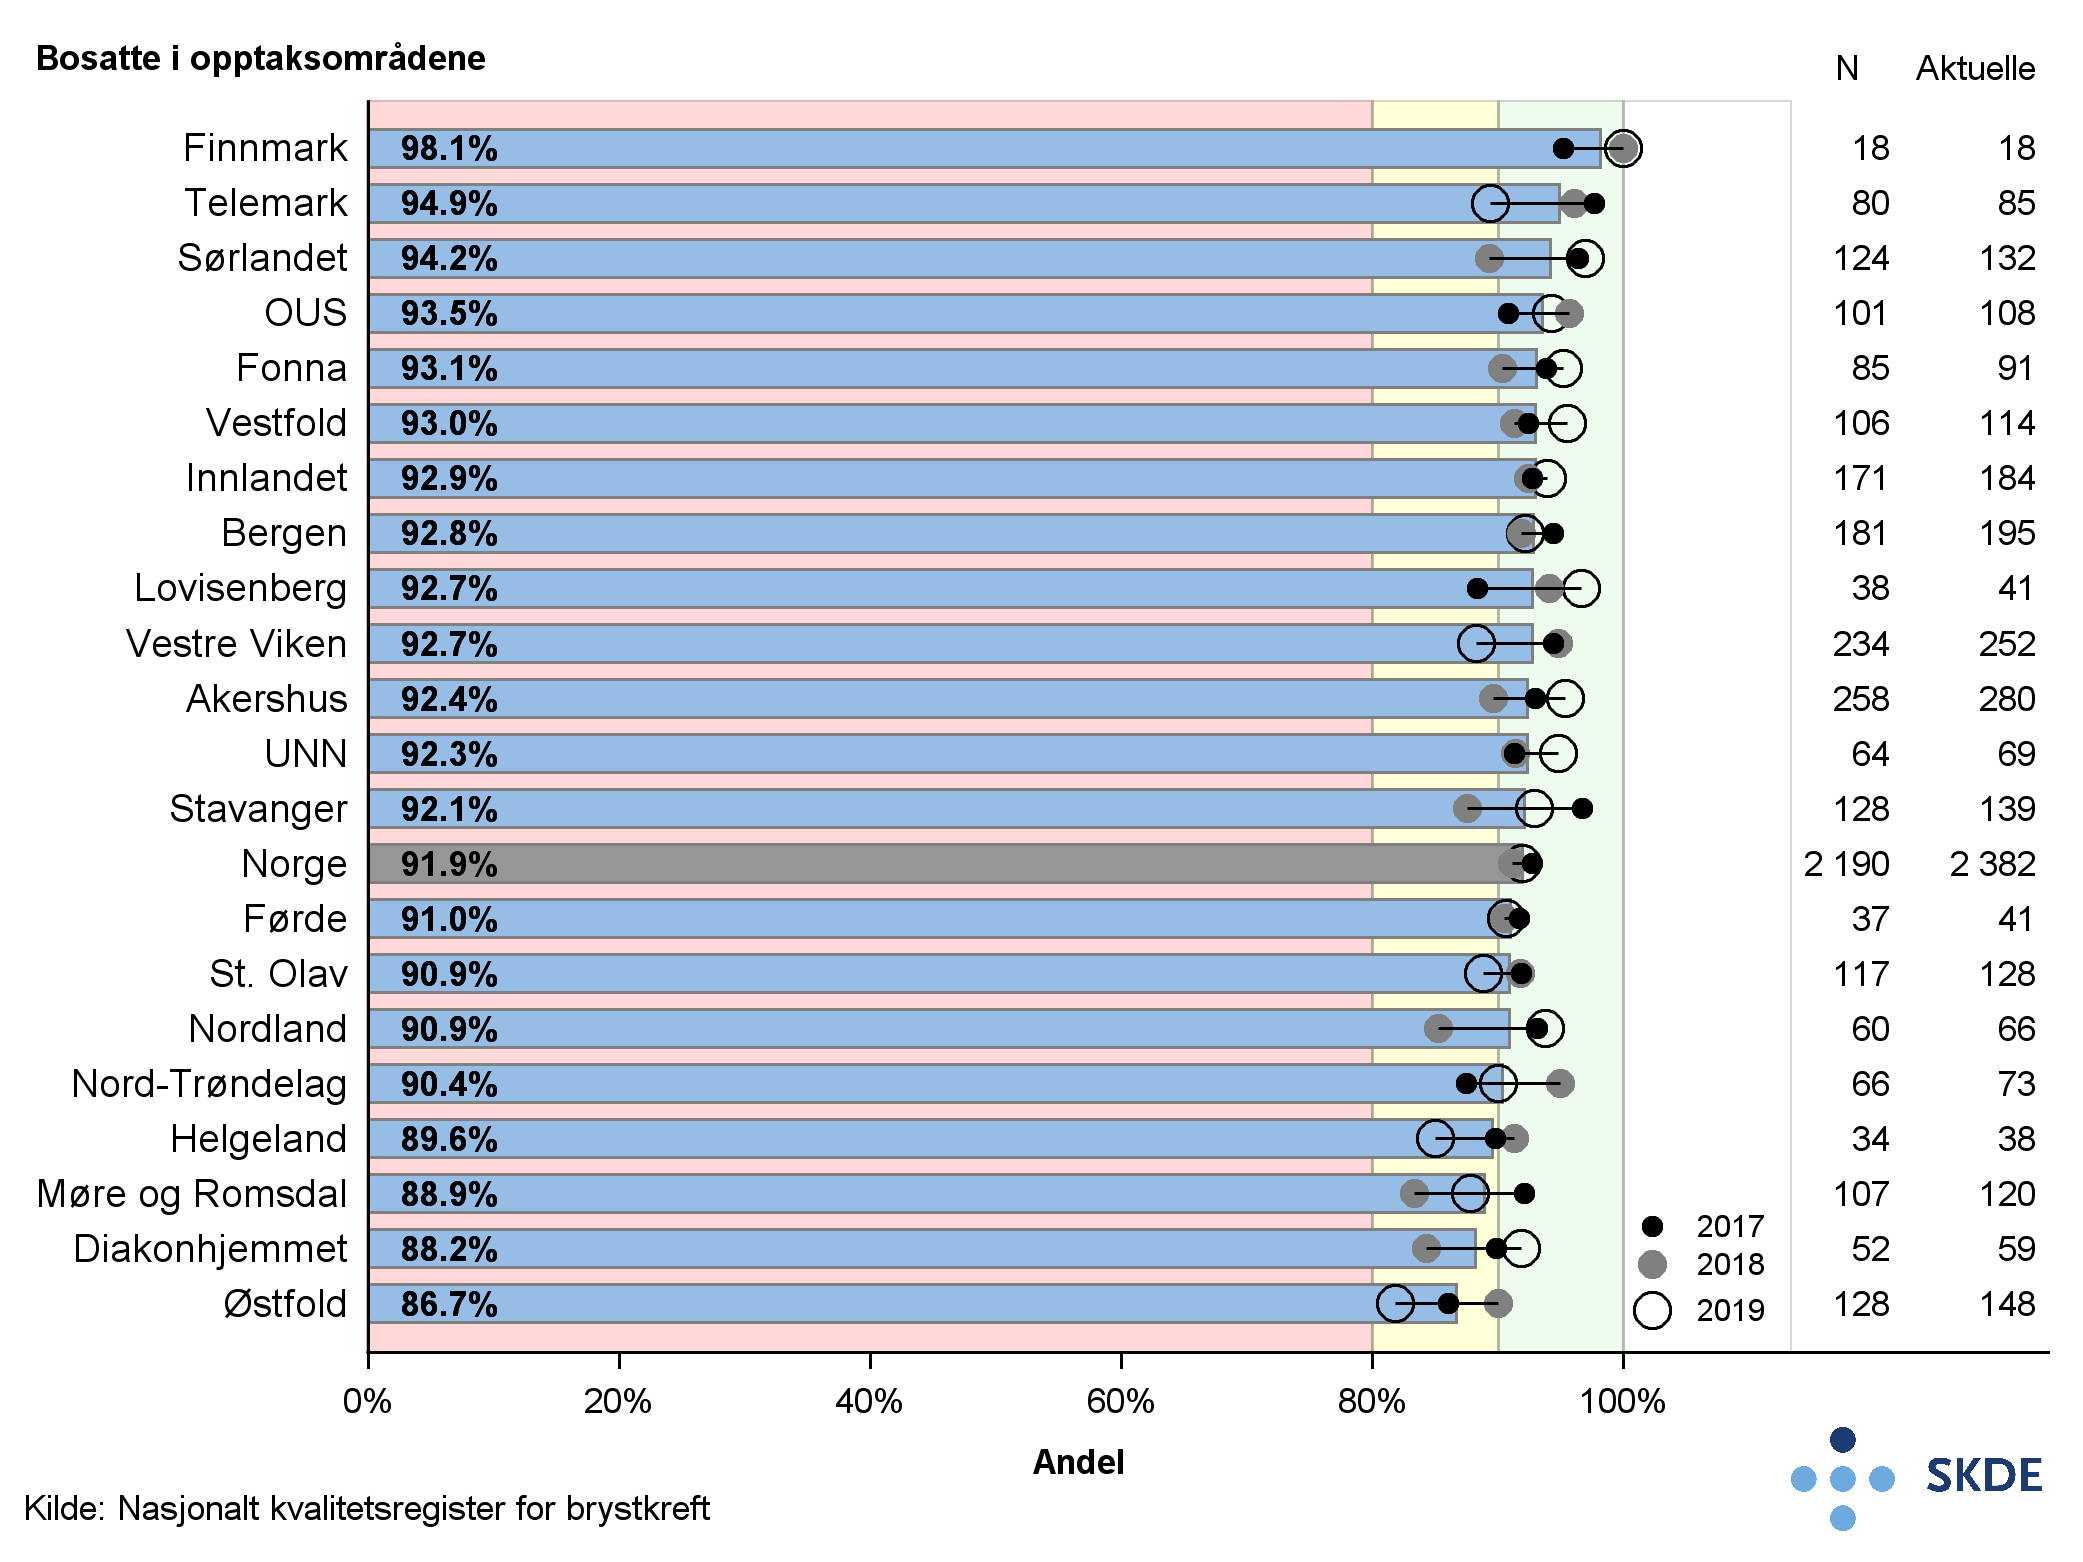 Bosatte i opptaksområdene N Aktuelle
Finnmark 98.1% 18 18
Telemark 94.9% 80 85
Sørlandet 94.2% 124 132
OUS 93.5% 101 108
Fonna 93.1% 85 91
Vestfold 93.0% 106 114
Innlandet 92.9% 171 184
Bergen 92.8% 181 195
Lovisenberg 92.7% 38 41
Vestre Viken 92.7% 234 252
Akershus 92.4% 258 280
UNN 92.3% 64 69
Stavanger 92.1% 128 139
Norge 91.9% 2 190 2 382
Førde 91.0% 37 41
St. Olav 90.9% 117 128
Nordland 90.9% 60 66
Nord-Trøndelag 90.4% 66 73
Helgeland 89.6% 34 38
Møre og Romsdal 88.9% 107 120
Diakonhjemmet 88.2% 52 59
Østfold 86.7% 128 148
2017
2018
2019
0% 20% 40% 60% 80% 100%
Andel
SKDE
Kilde: Nasjonalt kvalitetsregister for brystkreft